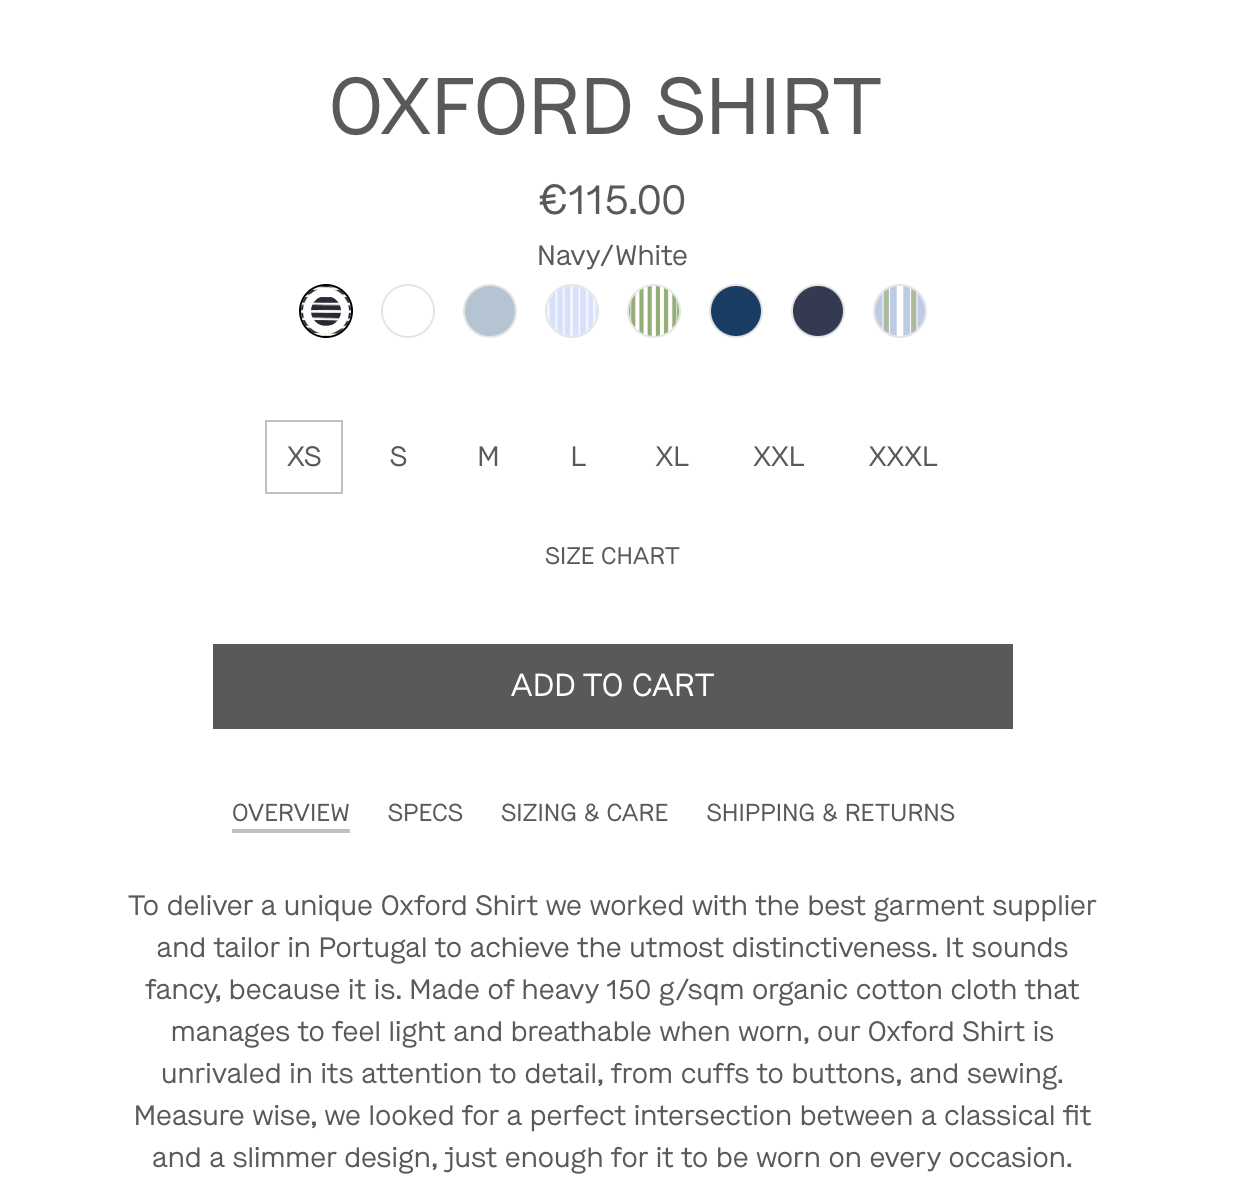 OXFORD SHIRT
€115.00
Navy/White
XS S M L XL XXL XXXL
SIZE CHART
ADD TO CART
OVERVIEW SPECS SIZING & CARE SHIPPING & RETURNS
To deliver a unique Oxford Shirt we worked with the best garment supplier
and tailor in Portugal to achieve the utmost distinctiveness. It sounds
fancy, because it is. Made of heavy 150 g/sqm organic cotton cloth that
manages to feel light and breathable when worn, our Oxford Shirt is
unrivaled in its attention to detail, from cuffs to buttons, and sewing.
Measure wise, we looked for a perfect intersection between a classical fit
and a slimmer design, just enough for it to be worn on every occasion.